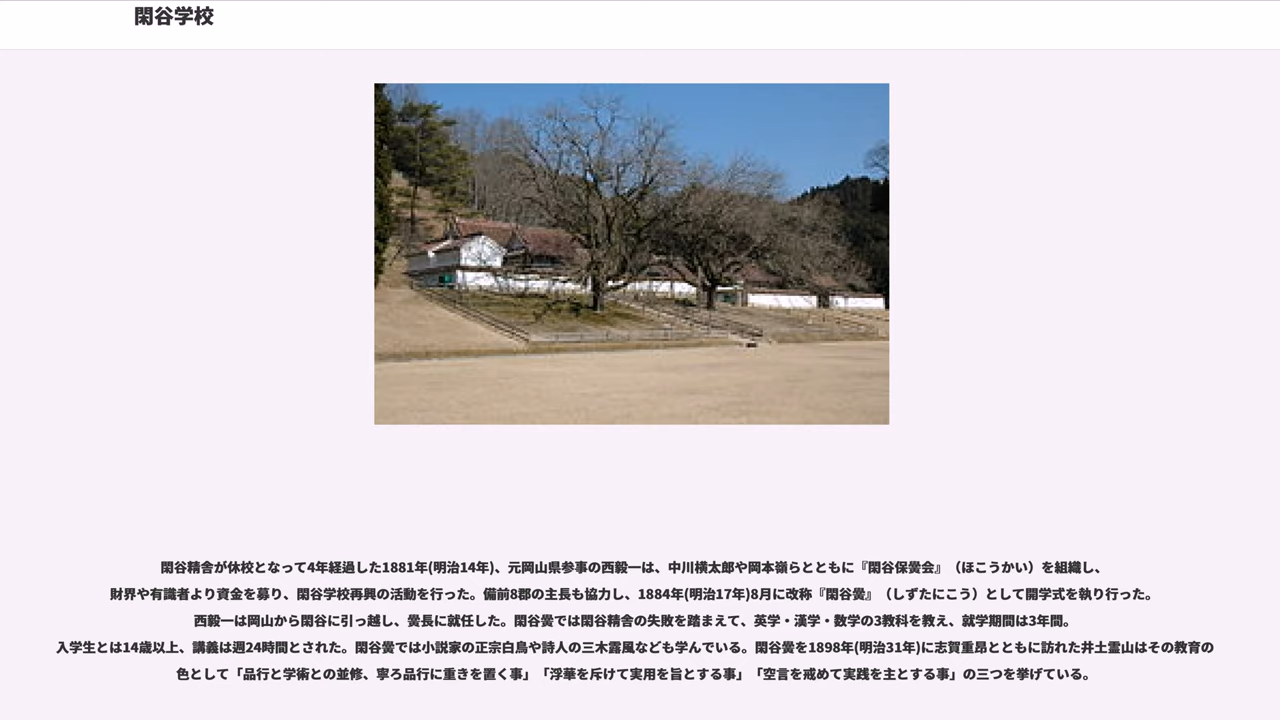 閑谷学校
閑谷精舎が休校となって4年経過した1881年(明治14年)、元岡山県参事の西毅一は、中川横太郎や岡本巍らとともに『閑谷保黌会』（ほこうかい）を組織し、
財界や有識者より資金を募り、閑谷学校再興の活動を行った。備前8郡の主長も協力し、1884年(明治17年)8月に改称『閑谷黌』（しずたにこう）として開学式を執り行った。
西毅一は岡山から閑谷に引っ越し、黌長に就任した。閑谷黌では閑谷精舎の失敗を踏まえて、英学・漢学・数学の3教科を教え、就学期間は3年間。
入学生とは14歳以上、講義は週24時間とされた。閑谷黌では小説家の正宗白鳥や詩人の三木露風なども学んでいる。閑谷黌を1898年(明治31年)に志賀重昂とともに訪れた井土霊山はその教育の
色として「品行と学術との並修、寧ろ品行に重きを置く事」「浮華を斥けて実用を旨とする事」「空言を戒めて実践を主とする事」の三つを挙げている。